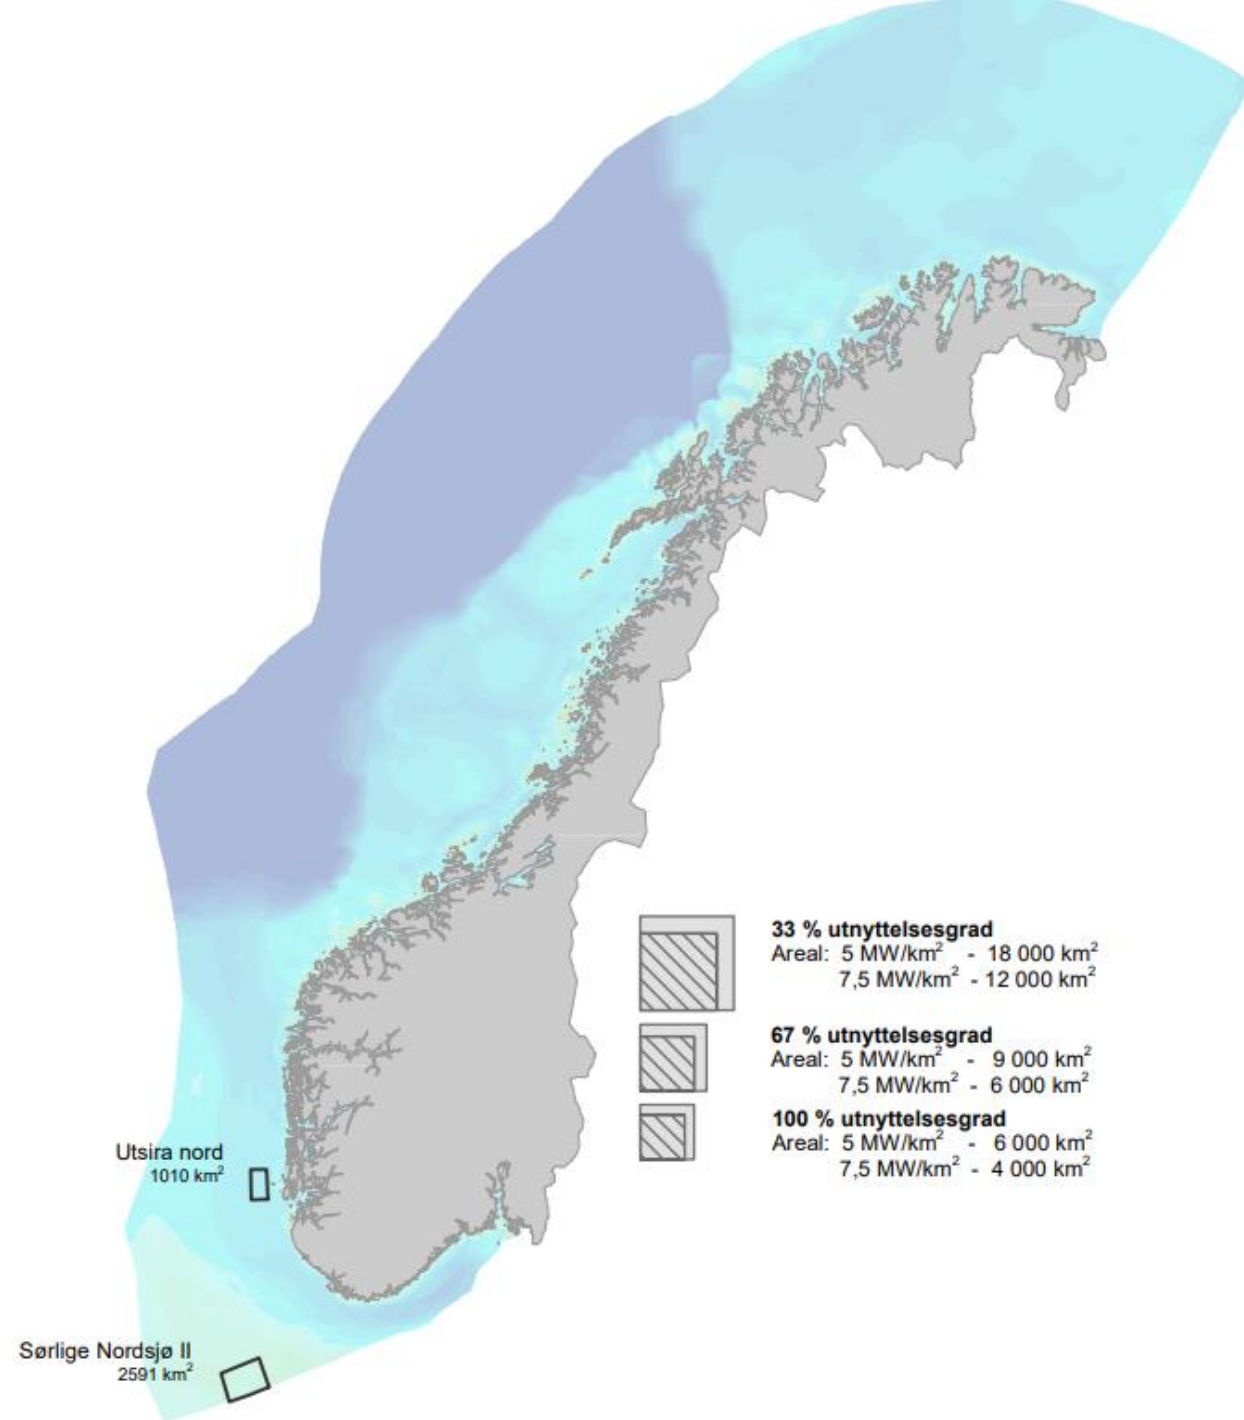 33 % utnyttelsesgrad
Areal: 5 MW/km² - 18 000 km²
7,5 MW/km² - 12 000 km²
67 % utnyttelsesgrad
Areal: 5 MW/km² - 9 000 km²
7,5 MW/km² - 6 000 km²
100 % utnyttelsesgrad
Areal: 5 MW/km² - 6 000 km²
7,5 MW/km² - 4 000 km²
Utsira nord
1010 km²
Sørlige Nordsjø II
2591 km²